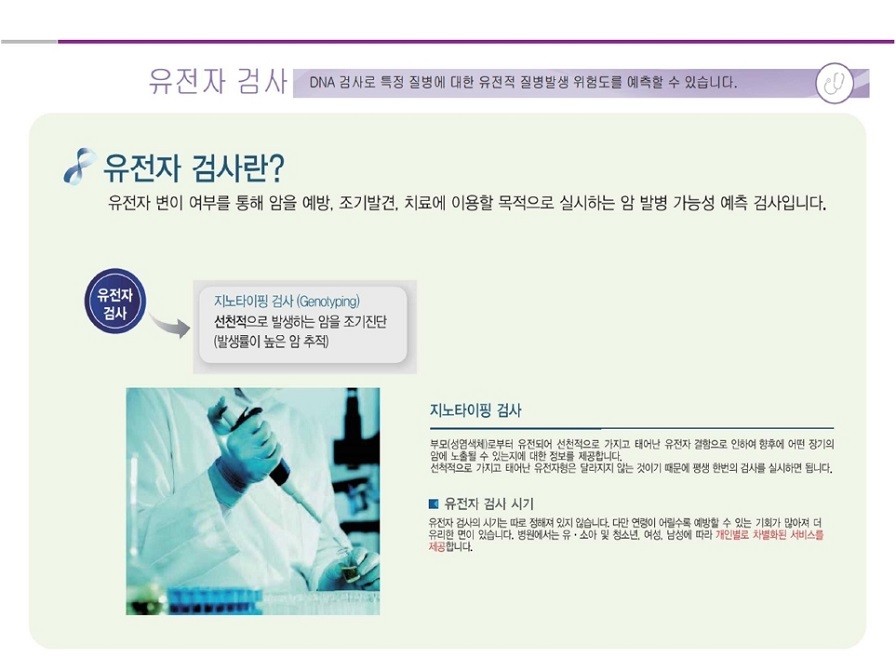 유전자 검사
DNA 검사로 특정 질병에 대한 유전적 질병발생 위험도를 예측할 수 있습니다.
유전자 검사란?
유전자 변이 여부를 통해 암을 예방, 조기발견, 치료에 이용할 목적으로 실시하는 암 발병 가능성 예측 검사입니다.
유전자
검사
지노타이핑 검사 (Genotyping)
선천적으로 발생하는 암을 조기진단
(발생률이 높은 암 추적)
지노타이핑 검사
부모(성염색체)로부터 유전되어 선천적으로 가지고 태어난 유전자 결함으로 인하여 향후에 어떤 장기의
암에 노출될 수 있는지에 대한 정보를 제공합니다.
선척적으로 가지고 태어난 유전자형은 달라지지 않는 것이기 때문에 평생 한번의 검사를 실시하면 됩니다.
유전자 검사 시기
유전자 검사의 시기는 따로 정해져 있지 않습니다. 다만 연령이 어릴수록 예방할 수 있는 기회가 많아져 더
유리한 면이 있습니다. 병원에서는 유·소아 및 청소년, 여성, 남성에 따라 개인별로 차별화된 서비스를
제공합니다.